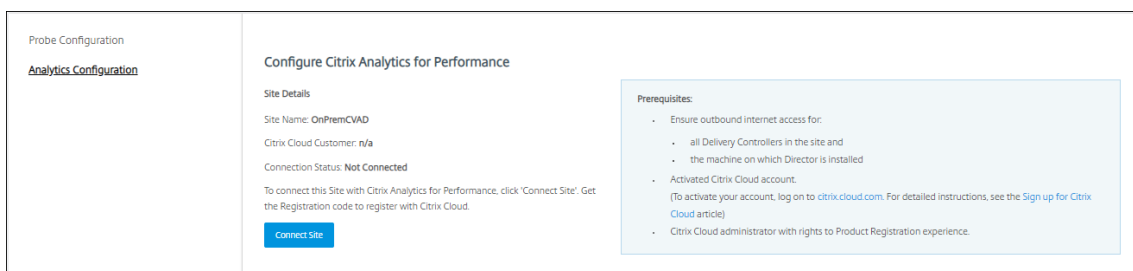 Probe Configuration
Analytics Configuration
Configure Citrix Analytics for Performance
Site Details
Site Name: OnPremCVAD
Citrix Cloud Customer: n/a
Connection Status: Not Connected
To connect this Site with Citrix Analytics for Performance, click 'Connect Site'. Get
the Registration code to register with Citrix Cloud.
Connect Site
Prerequisites:
• Ensure outbound internet access for:
• all Delivery Controllers in the site and
• the machine on which Director is installed
• Activated Citrix Cloud account.
(To activate your account, log on to citrix.cloud.com. For detailed instructions, see the Sign up for Citrix
Cloud article)
• Citrix Cloud administrator with rights to Product Registration experience.